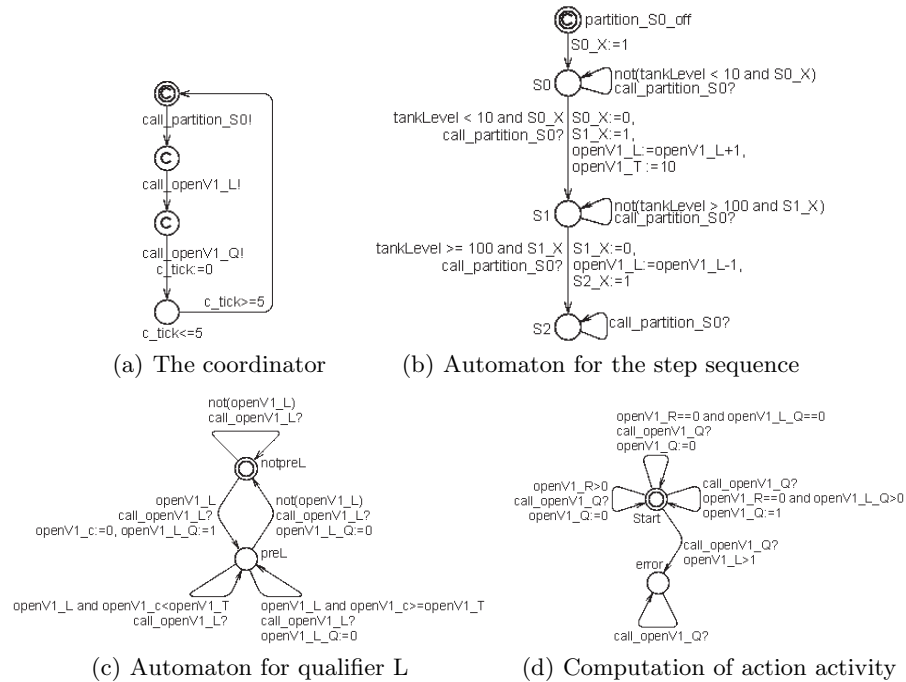 C
call_partition_S0!
C
call_openV1_L!
C
call_openV1_Q!
c_tick:=0
c_tick>=5
c_tick<=5
(a) The coordinator
C
partition_S0_off
S0_X:=1
S0
not(tankLevel < 10 and S0_X)
call_partition_S0?
tankLevel < 10 and S0_X
call_partition_S0?
S0_X:=0,
S1_X:=1,
openV1_L:=openV1_L+1,
openV1_T :=10
S1
not(tankLevel > 100 and S1_X)
call_partition_S0?
tankLevel >= 100 and S1_X
call_partition_S0?
S1_X:=0,
openV1_L:=openV1_L-1,
S2_X:=1
S2
call_partition_S0?
(b) Automaton for the step sequence
not(openV1_L)
call_openV1_L?
notpreL
openV1_L
call_openV1_L?
openV1_c:=0, openV1_L_Q:=1
not(openV1_L)
call_openV1_L?
openV1_L_Q:=0
preL
openV1_L and openV1_c<openV1_T
call_openV1_L?
openV1_L and openV1_c>=openV1_T
call_openV1_L?
openV1_L_Q:=0
(c) Automaton for qualifier L
openV1_R==0 and openV1_L_Q==0
call_openV1_Q?
openV1_Q:=0
openV1_R>0
call_openV1_Q?
openV1_Q:=0
Start
call_openV1_Q?
openV1_R==0 and openV1_L_Q>0
openV1_Q:=1
call_openV1_Q?
openV1_L>1
error
call_openV1_Q?
(d) Computation of action activity